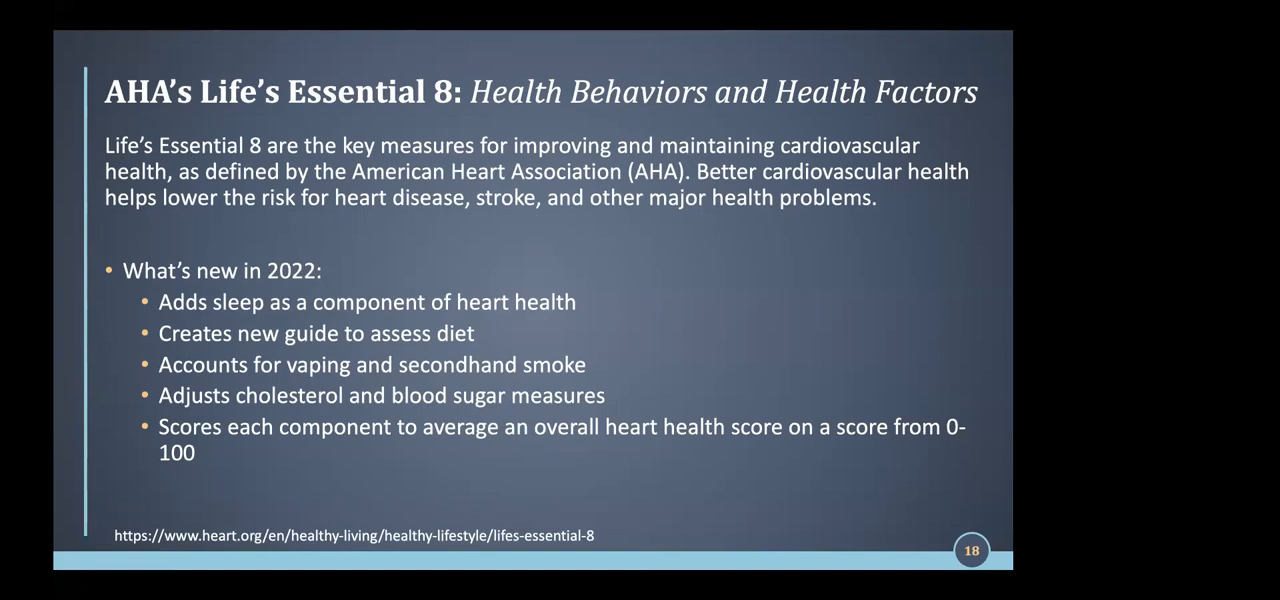 AHA’s Life’s Essential 8: Health Behaviors and Health Factors
Life’s Essential 8 are the key measures for improving and maintaining cardiovascular
health, as defined by the American Heart Association (AHA). Better cardiovascular health
helps lower the risk for heart disease, stroke, and other major health problems.
• What’s new in 2022:
• Adds sleep as a component of heart health
• Creates new guide to assess diet
• Accounts for vaping and secondhand smoke
• Adjusts cholesterol and blood sugar measures
• Scores each component to average an overall heart health score on a score from 0-
100
https://www.heart.org/en/healthy-living/healthy-lifestyle/lifes-essential-8
18